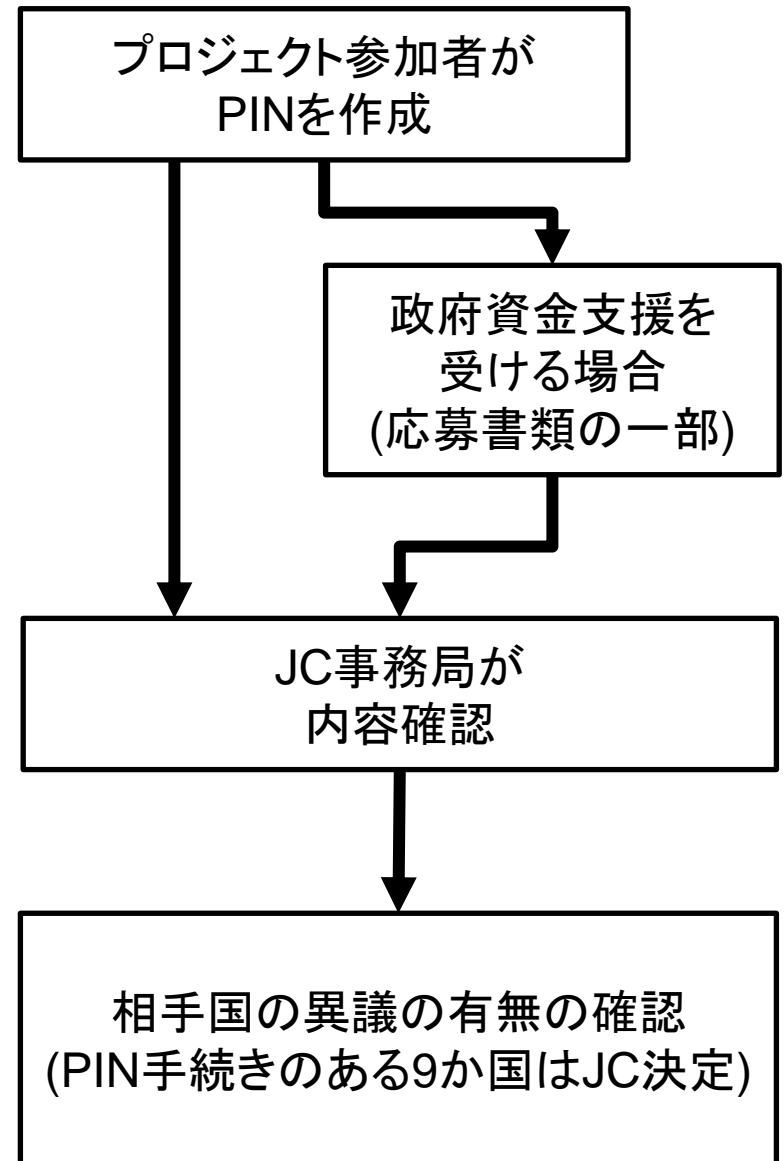 プロジェクト参加者が
PINを作成
政府資金支援を
受ける場合
(応募書類の一部)
JC事務局が
内容確認
相手国の異議の有無の確認
(PIN手続きのある9か国はJC決定)